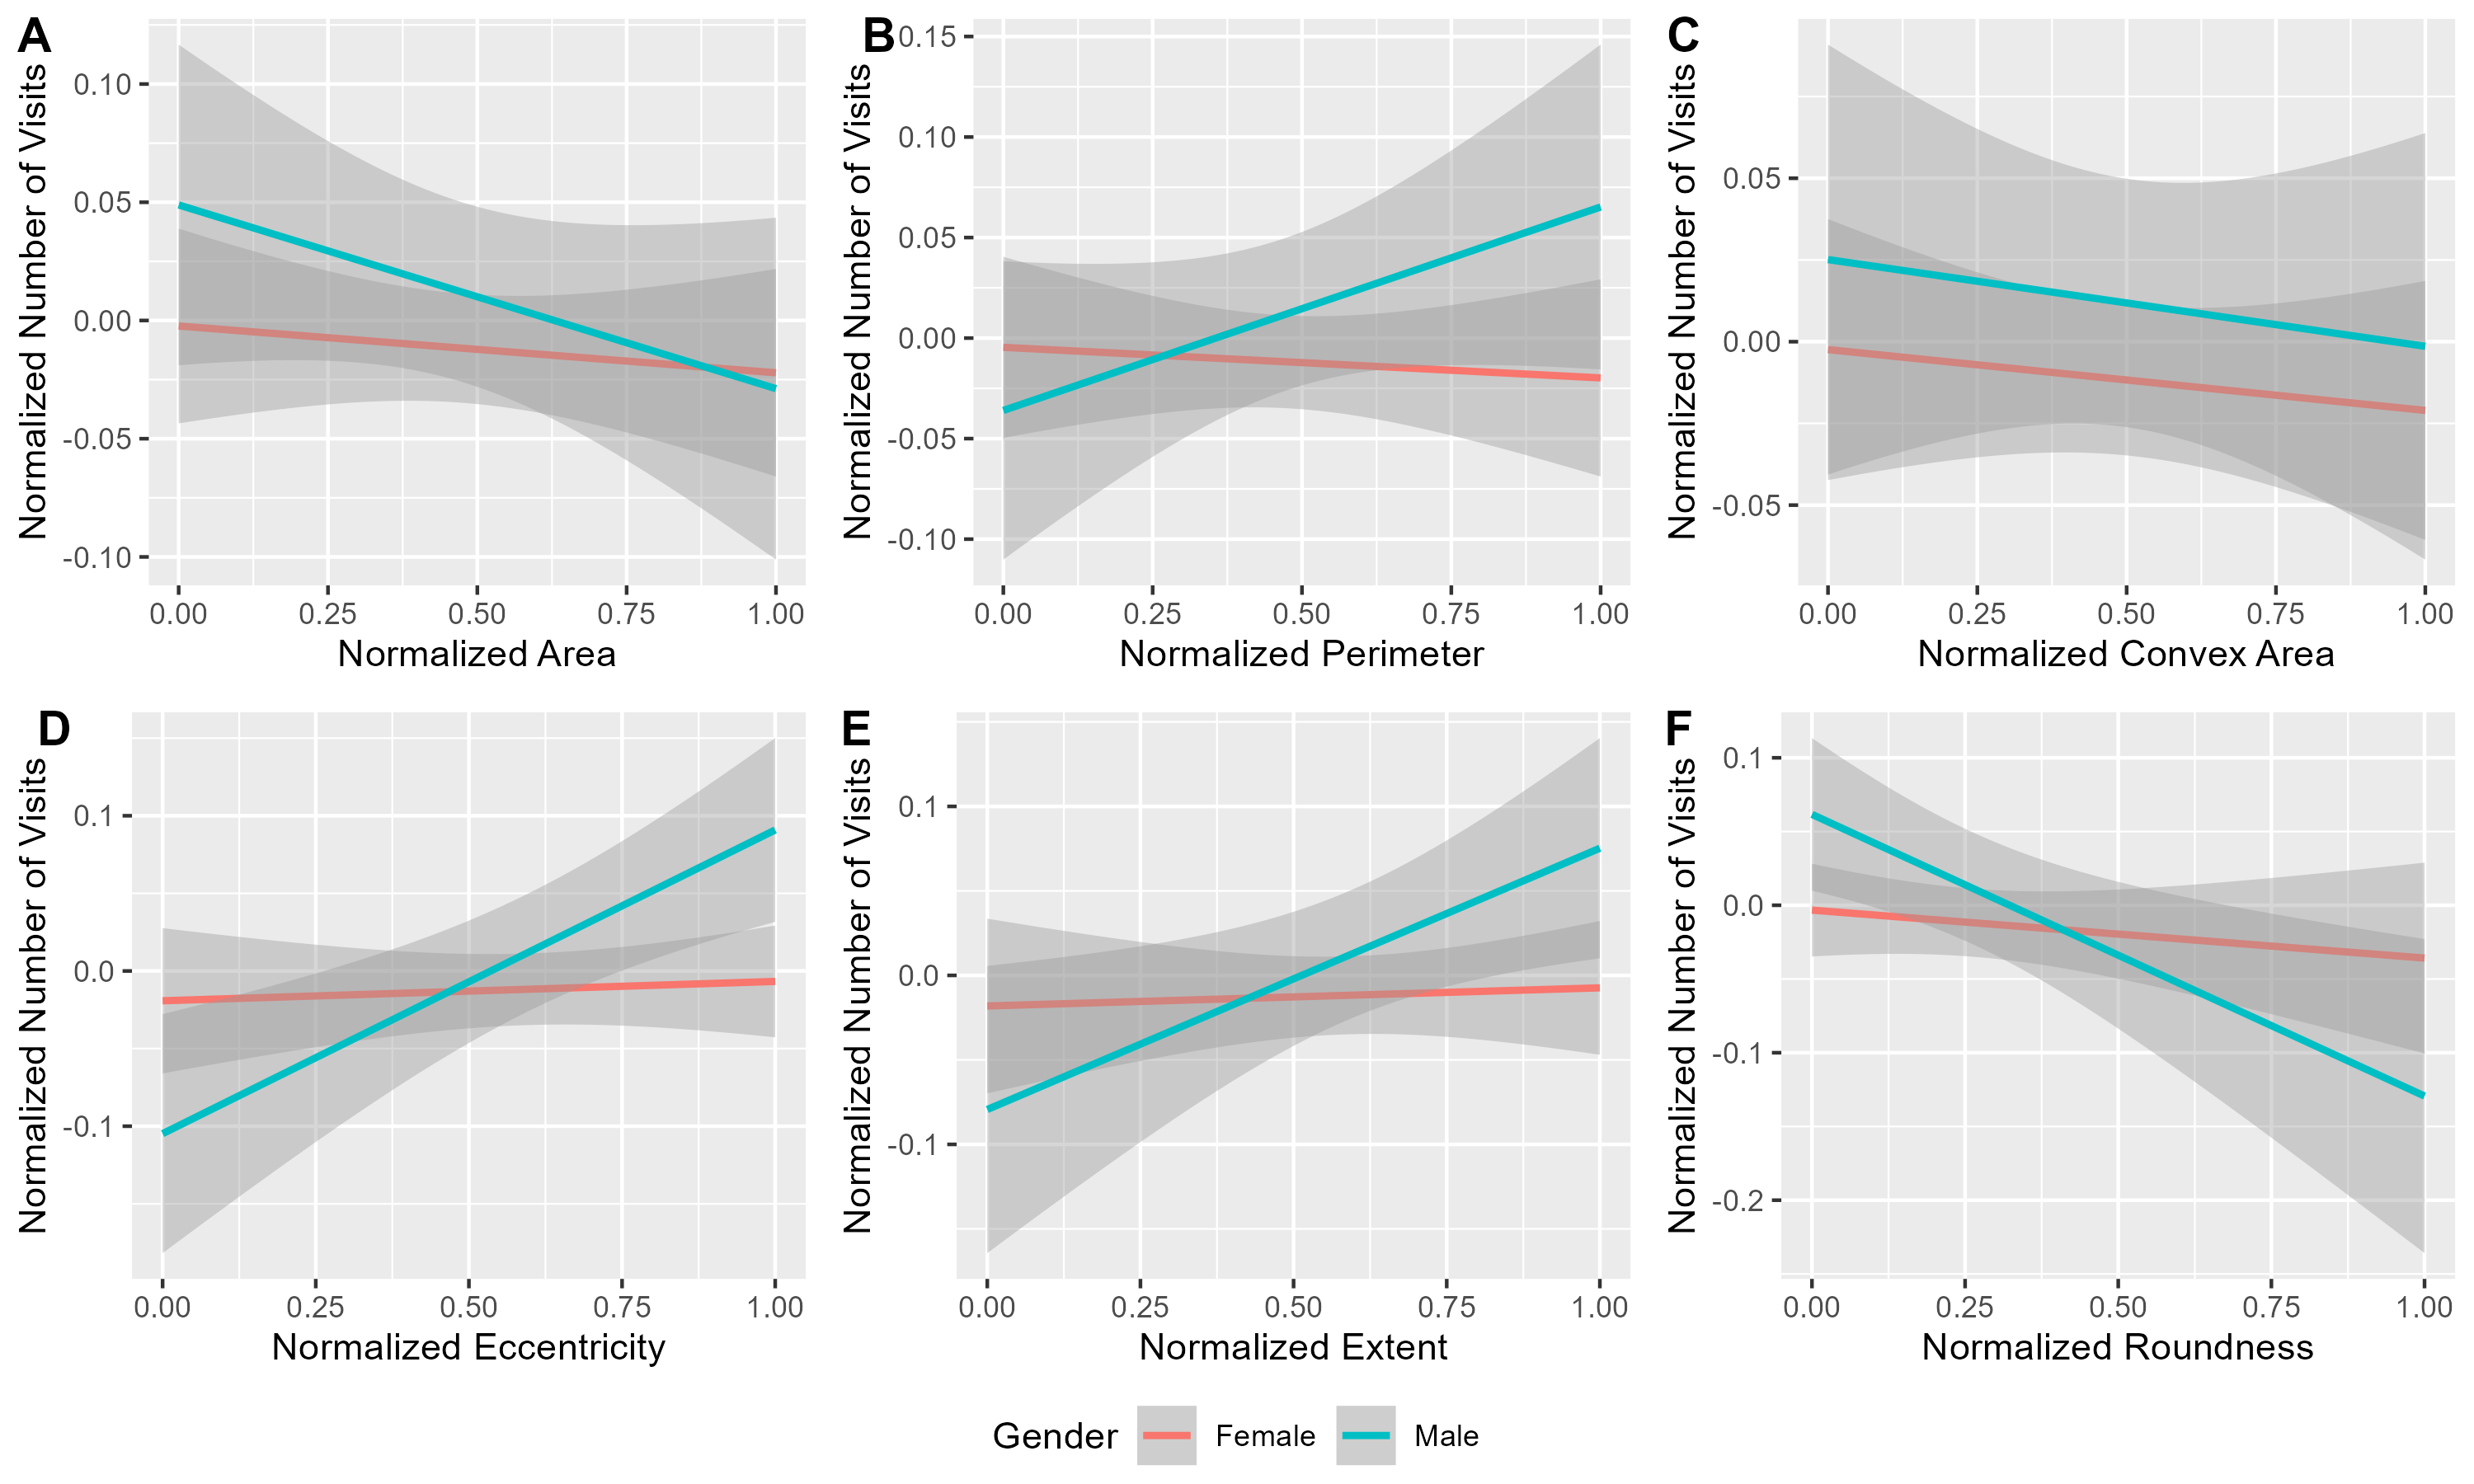 A
Normalized Number of Visits
0.10
0.05
0.00
-0.05
-0.10
0.00 0.25 0.50 0.75 1.00
Normalized Area
B
Normalized Number of Visits
0.15
0.10
0.05
0.00
-0.05
-0.10
0.00 0.25 0.50 0.75 1.00
Normalized Perimeter
C
Normalized Number of Visits
0.05
0.00
-0.05
0.00 0.25 0.50 0.75 1.00
Normalized Convex Area
D
Normalized Number of Visits
0.1
0.0
-0.1
0.00 0.25 0.50 0.75 1.00
Normalized Eccentricity
E
Normalized Number of Visits
0.1
0.0
-0.1
0.00 0.25 0.50 0.75 1.00
Normalized Extent
F
Normalized Number of Visits
0.1
0.0
-0.1
-0.2
0.00 0.25 0.50 0.75 1.00
Normalized Roundness
Gender Female Male